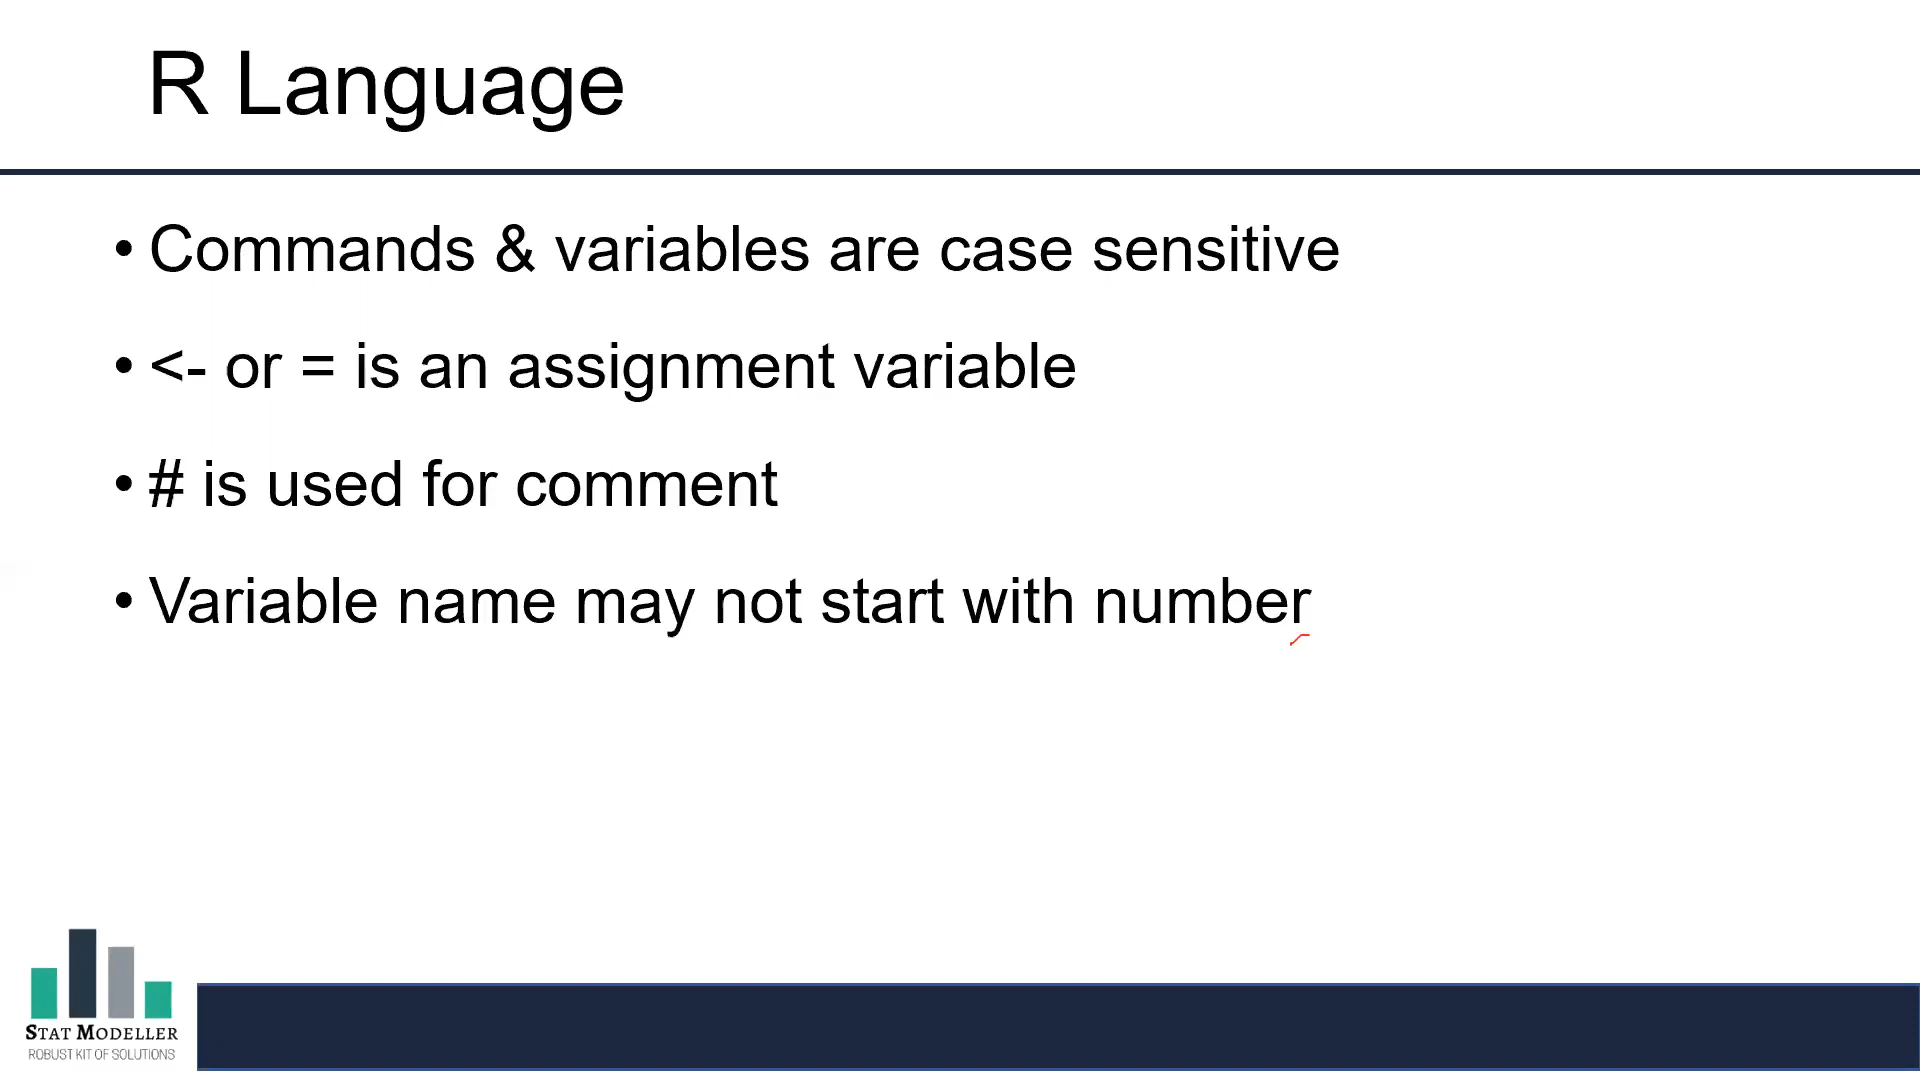 R Language
• Commands & variables are case sensitive
• <- or = is an assignment variable
• # is used for comment
• Variable name may not start with number
STAT MODELLER
ROBUST KIT OF SOLUTIONS